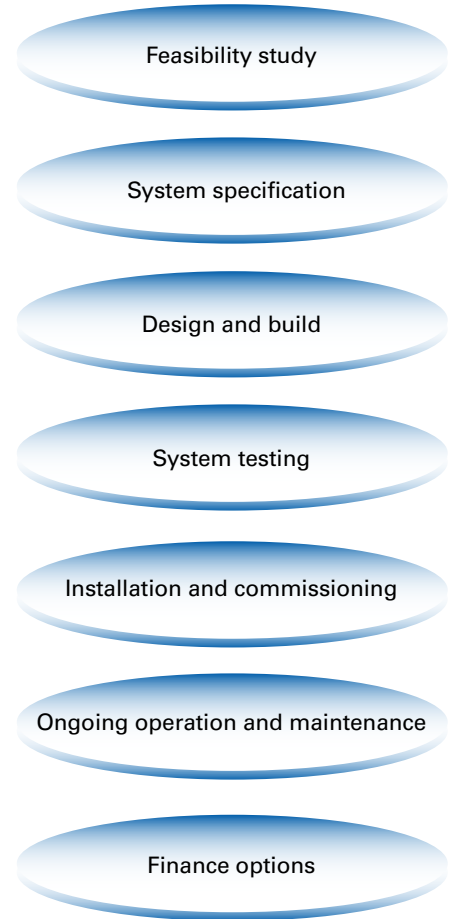 Feasibility study
System specification
Design and build
System testing
Installation and commissioning
Ongoing operation and maintenance
Finance options